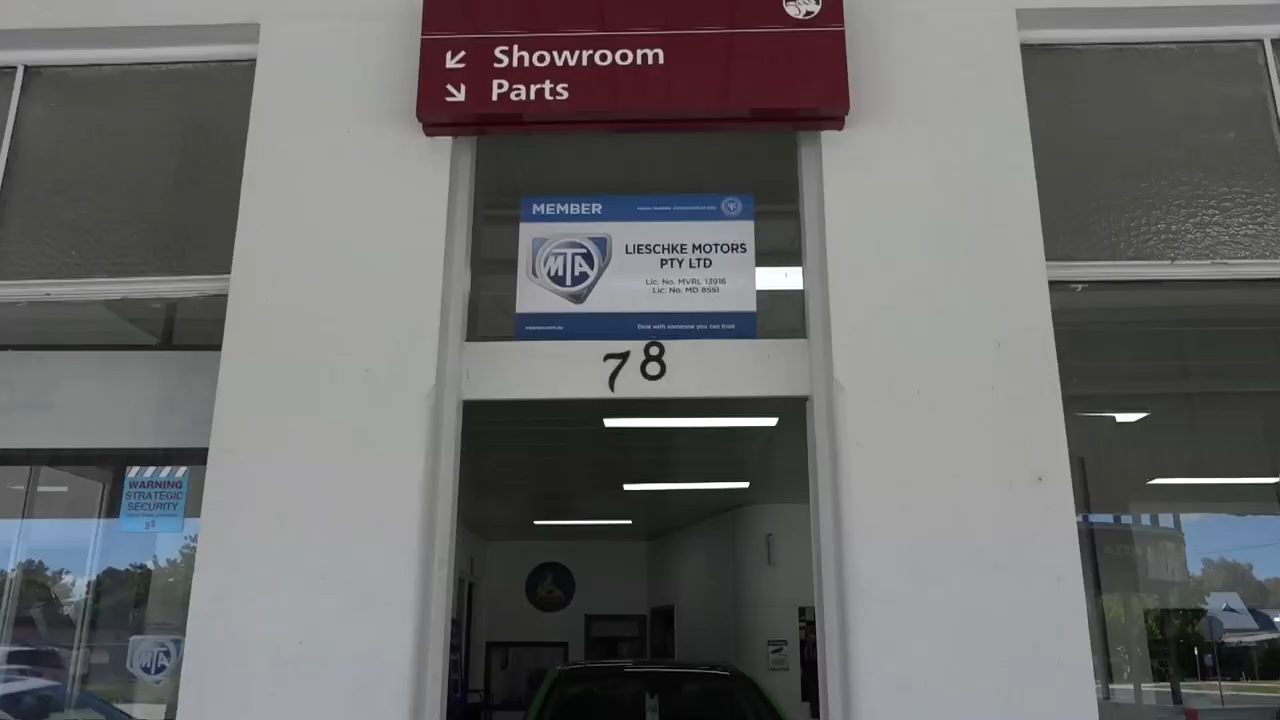 Showroom
Parts
MEMBER
MTA
LIESCHKE MOTORS
PTY LTD
Lic. No. MVRL 13916
Lic. No. MD 8551
Deal with someone you can trust
78
WARNING
STRATEGIC
SECURITY
MTA